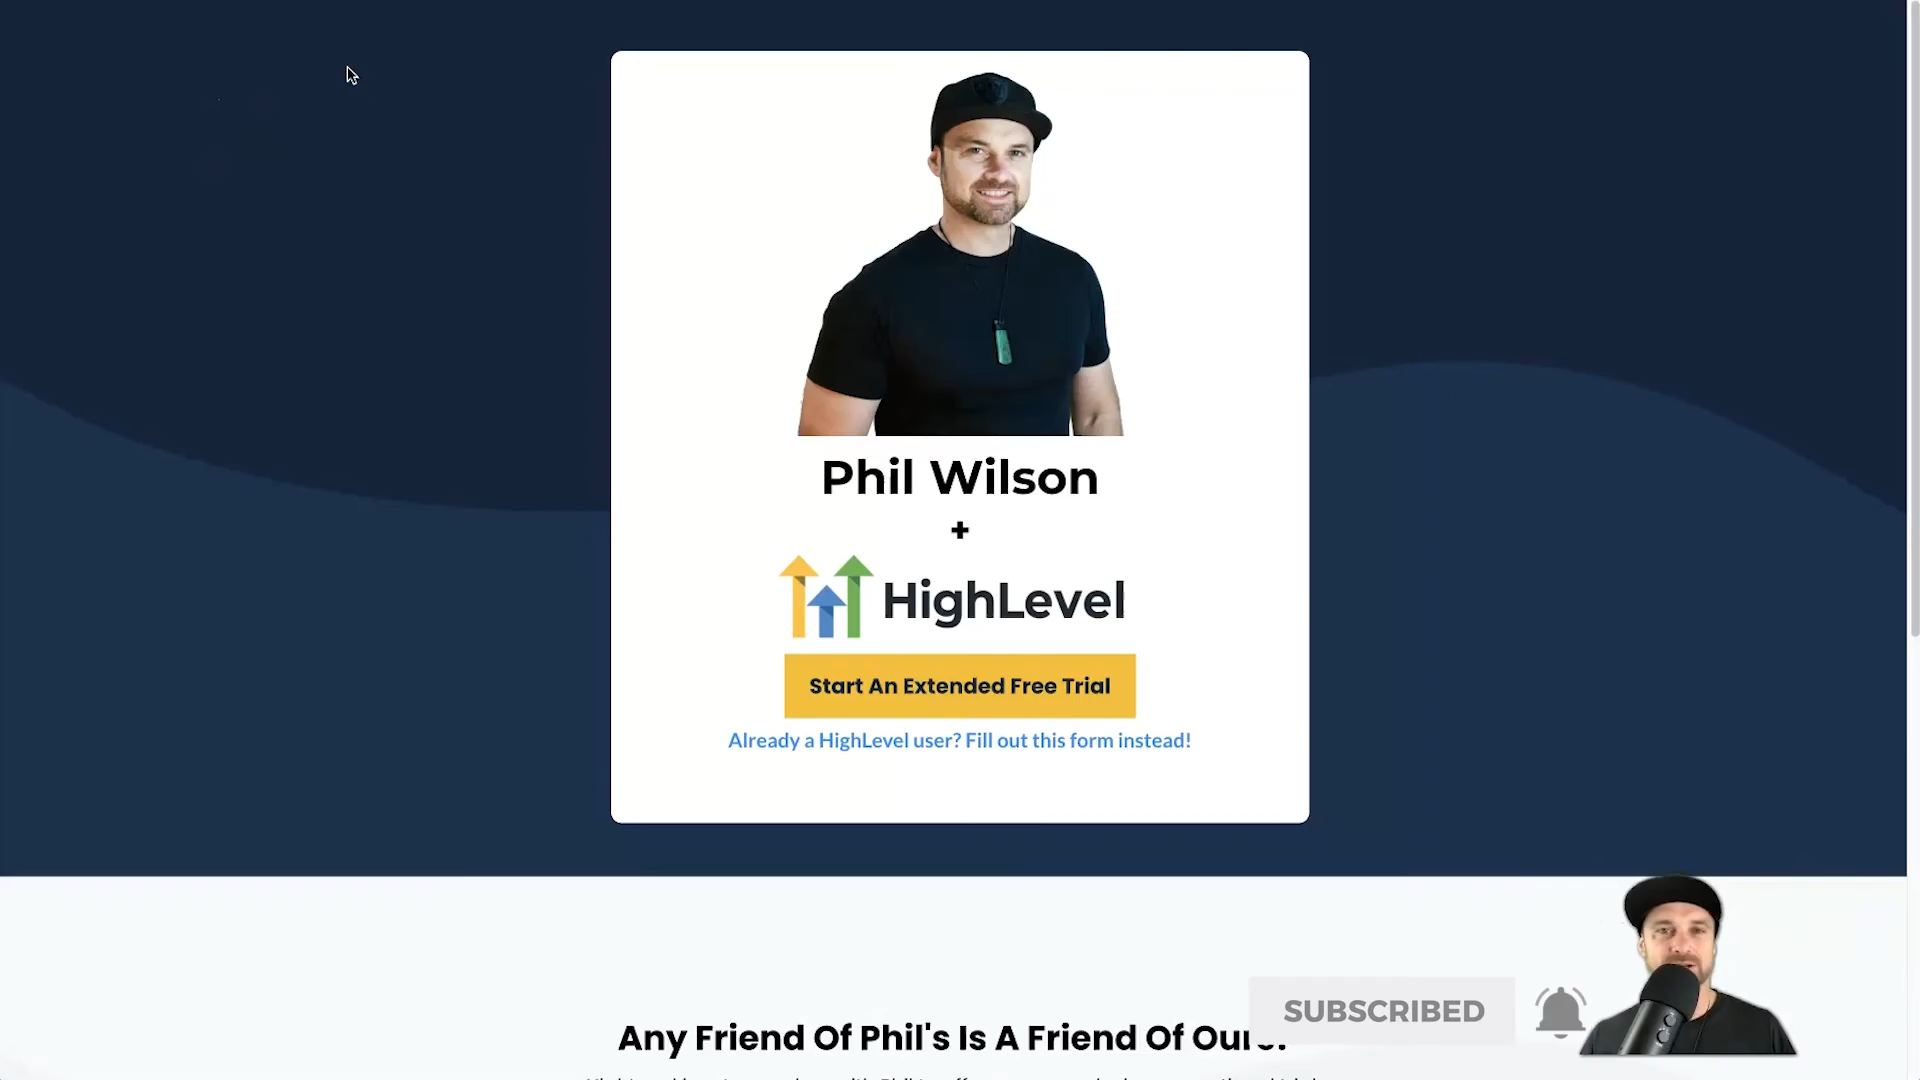 Phil Wilson
+
HighLevel
Start An Extended Free Trial
Already a HighLevel user? Fill out this form instead!
SUBSCRIBED
Any Friend Of Phil's Is A Friend Of